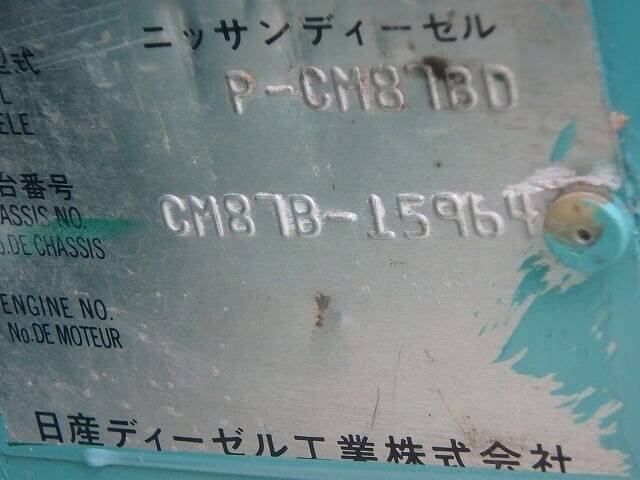 ニッサンディーゼル
型式
P-CM87BD
台番号
CM87B-15964
ASSIS NO.
DE CHASSIS
ENGINE NO.
No. DE MOTEUR
日産ディーゼル工業株式会社